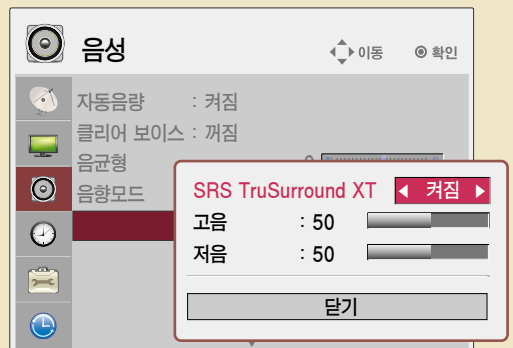 음성 이동 확인
자동음량 : 켜짐
클리어 보이스 : 꺼짐
음균형 0
음향모드
SRS TruSurround XT 켜짐
고음 : 50
저음 : 50
닫기